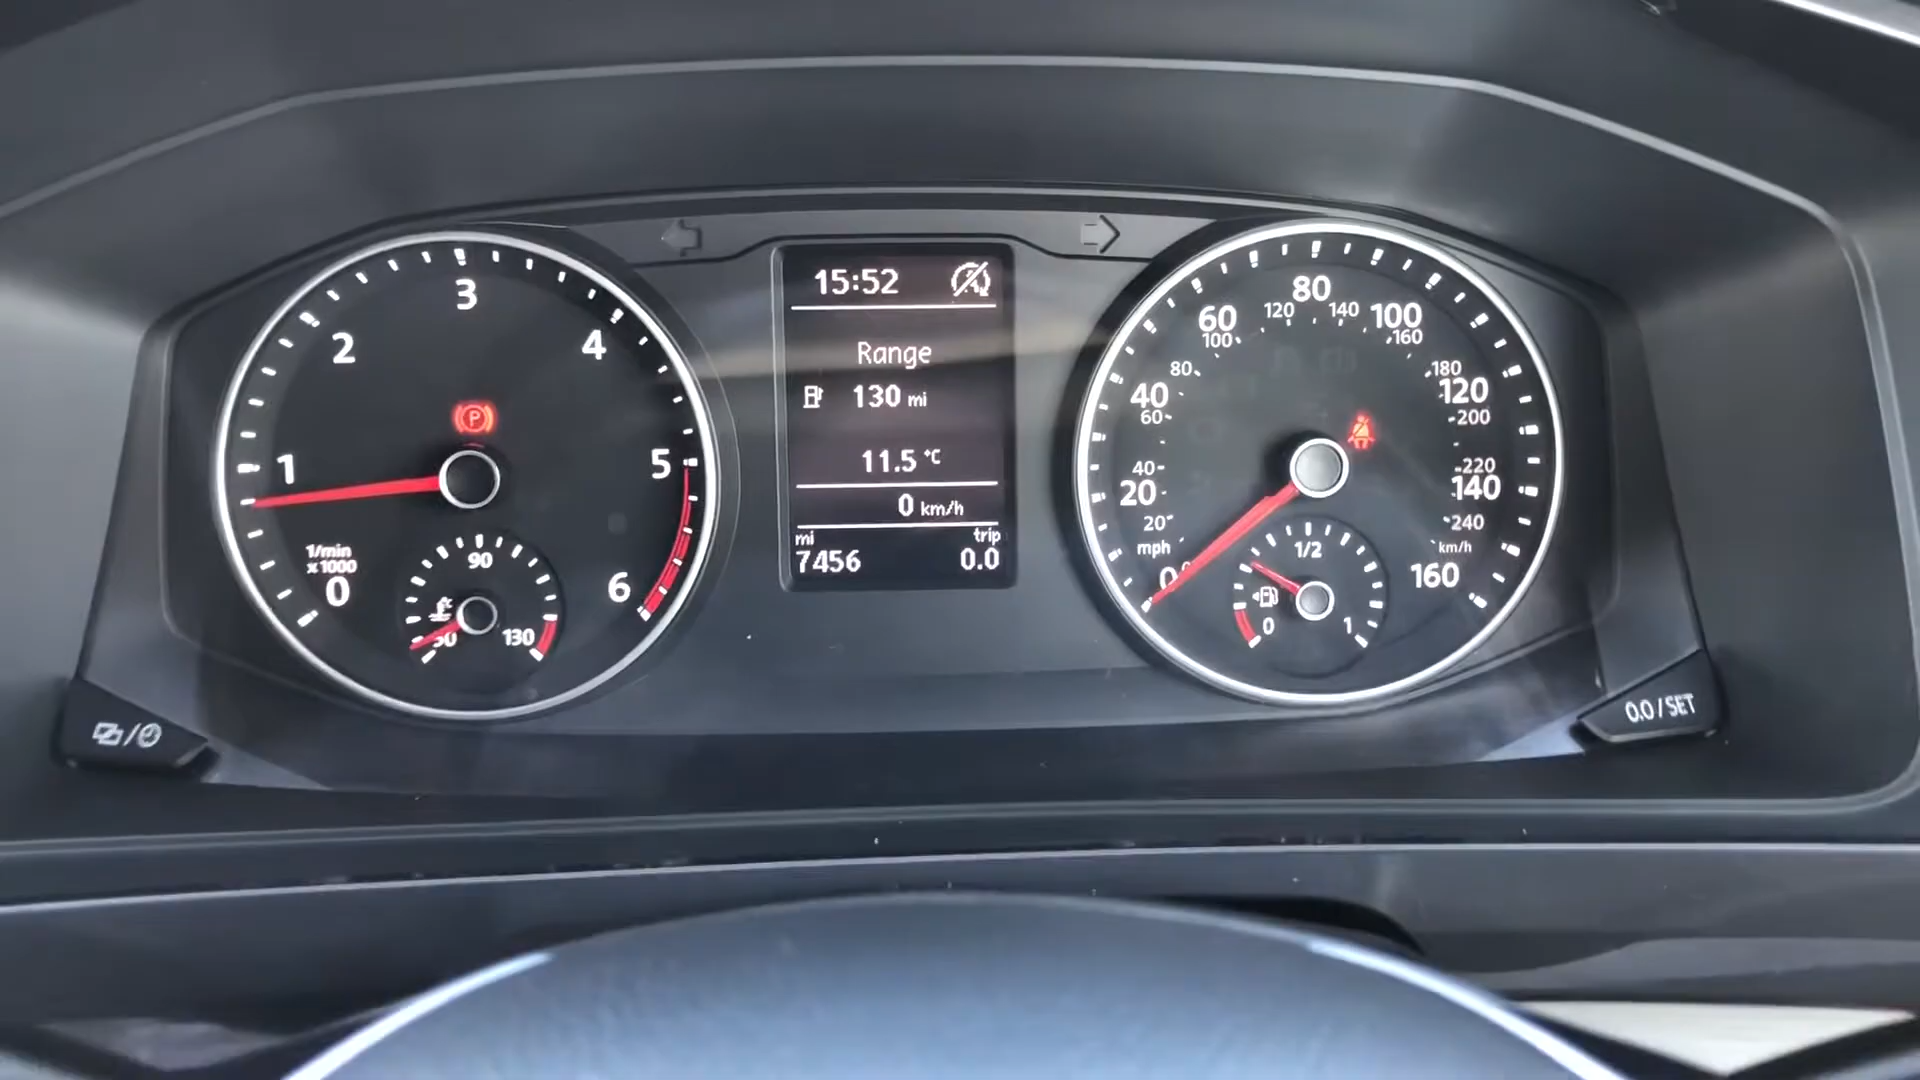 15:52
Range
130 mi
11.5 °C
0 km/h
mi trip
7456 0.0
0 1 2 3 4 5 6
1/min
x1000
90
130
0 20 40 60 80 100 120 140 160
mph
20 40 60 80 100 120 140 160 180 200 220 240
km/h
1/2
0 1
P
0.0/SET